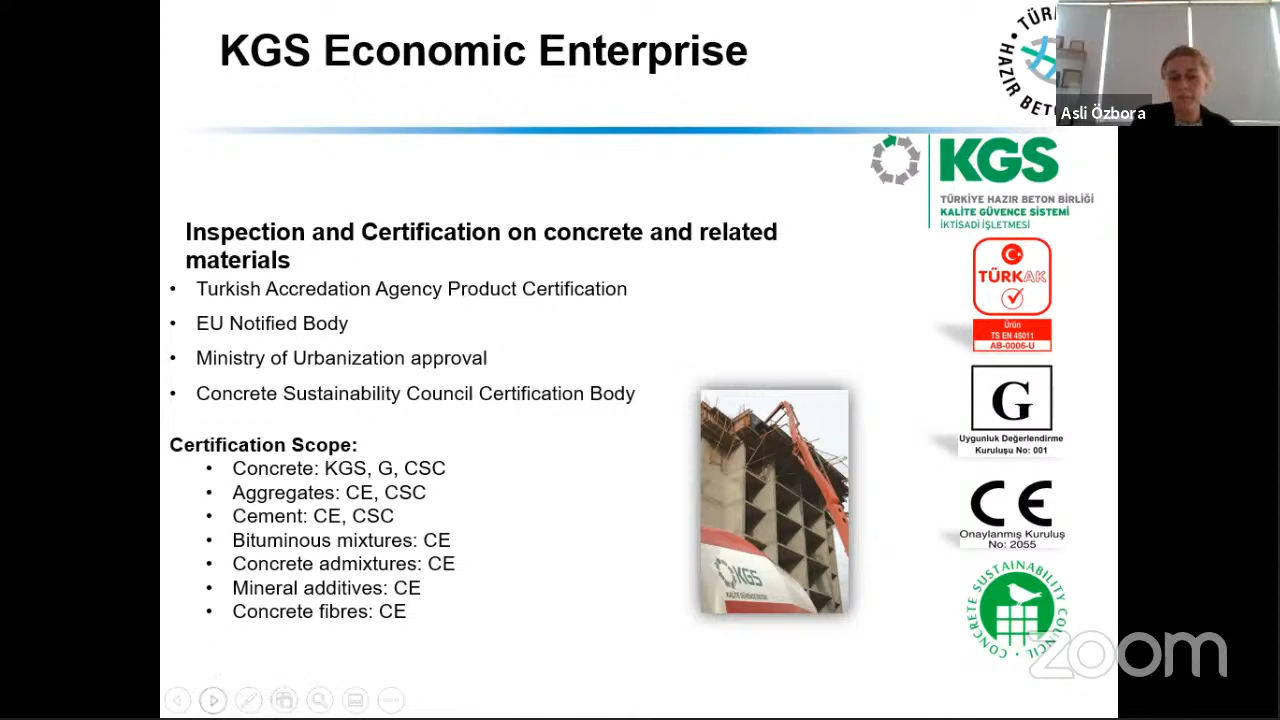 KGS Economic Enterprise
TÜR
HAZIR BETO
Asli Özbora
KGS
TÜRKİYE HAZIR BETON BİRLİĞİ
KALİTE GÜVENCE SİSTEMİ
İKTİSADİ İŞLETMESİ
Inspection and Certification on concrete and related
materials
• Turkish Accredation Agency Product Certification
• EU Notified Body
• Ministry of Urbanization approval
• Concrete Sustainability Council Certification Body
Certification Scope:
• Concrete: KGS, G, CSC
• Aggregates: CE, CSC
• Cement: CE, CSC
• Bituminous mixtures: CE
• Concrete admixtures: CE
• Mineral additives: CE
• Concrete fibres: CE
KGS
TÜRKAK
Ürün
TS EN 45011
AB-0006-U
G
Uygunluk Değerlendirme
Kuruluşu No: 001
CE
Onaylanmış Kuruluş
No: 2055
CONCRETE SUSTAINABILITY COUNCIL
zoom